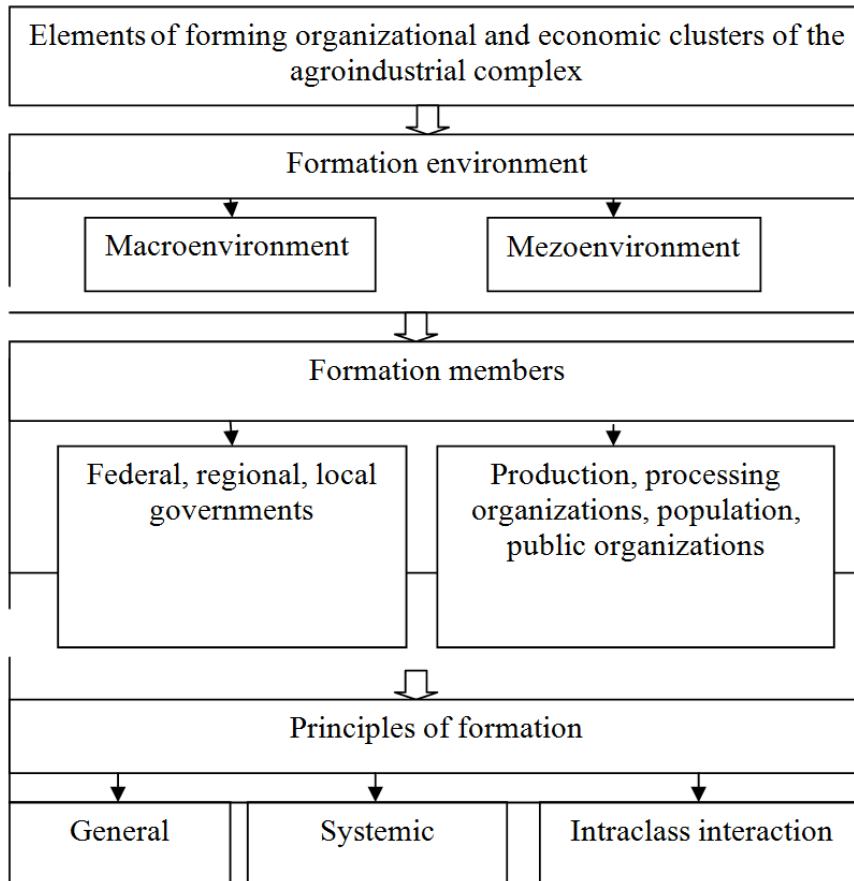 Elements of forming organizational and economic clusters of the
agroindustrial complex
Formation environment
Macroenvironment
Mezoenvironment
Formation members
Federal, regional, local
governments
Production, processing
organizations, population,
public organizations
Principles of formation
General
Systemic
Intraclass interaction